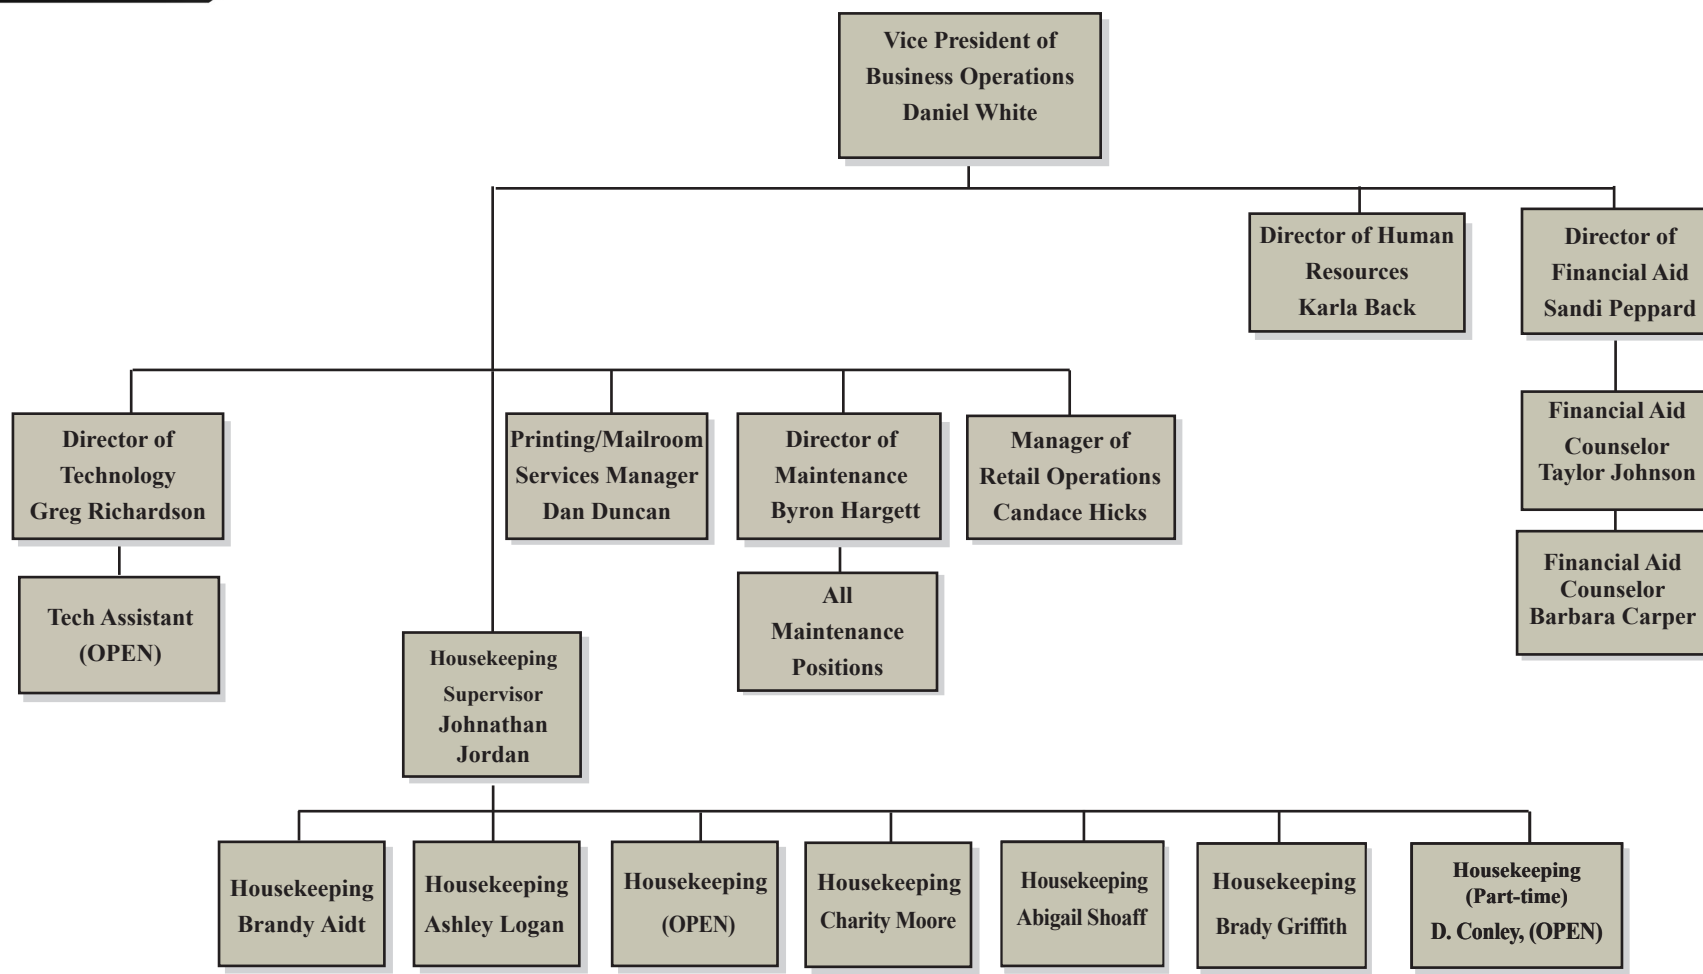 Vice President of
Business Operations
Daniel White
Director of Human
Resources
Karla Back
Director of
Financial Aid
Sandi Peppard
Director of
Technology
Greg Richardson
Printing/Mailroom
Services Manager
Dan Duncan
Director of
Maintenance
Byron Hargett
Manager of
Retail Operations
Candace Hicks
Financial Aid
Counselor
Taylor Johnson
Tech Assistant
(OPEN)
All
Maintenance
Positions
Financial Aid
Counselor
Barbara Carper
Housekeeping
Supervisor
Johnathan
Jordan
Housekeeping
Brandy Aidt
Housekeeping
Ashley Logan
Housekeeping
(OPEN)
Housekeeping
Charity Moore
Housekeeping
Abigail Shoaff
Housekeeping
Brady Griffith
Housekeeping
(Part-time)
D. Conley, (OPEN)